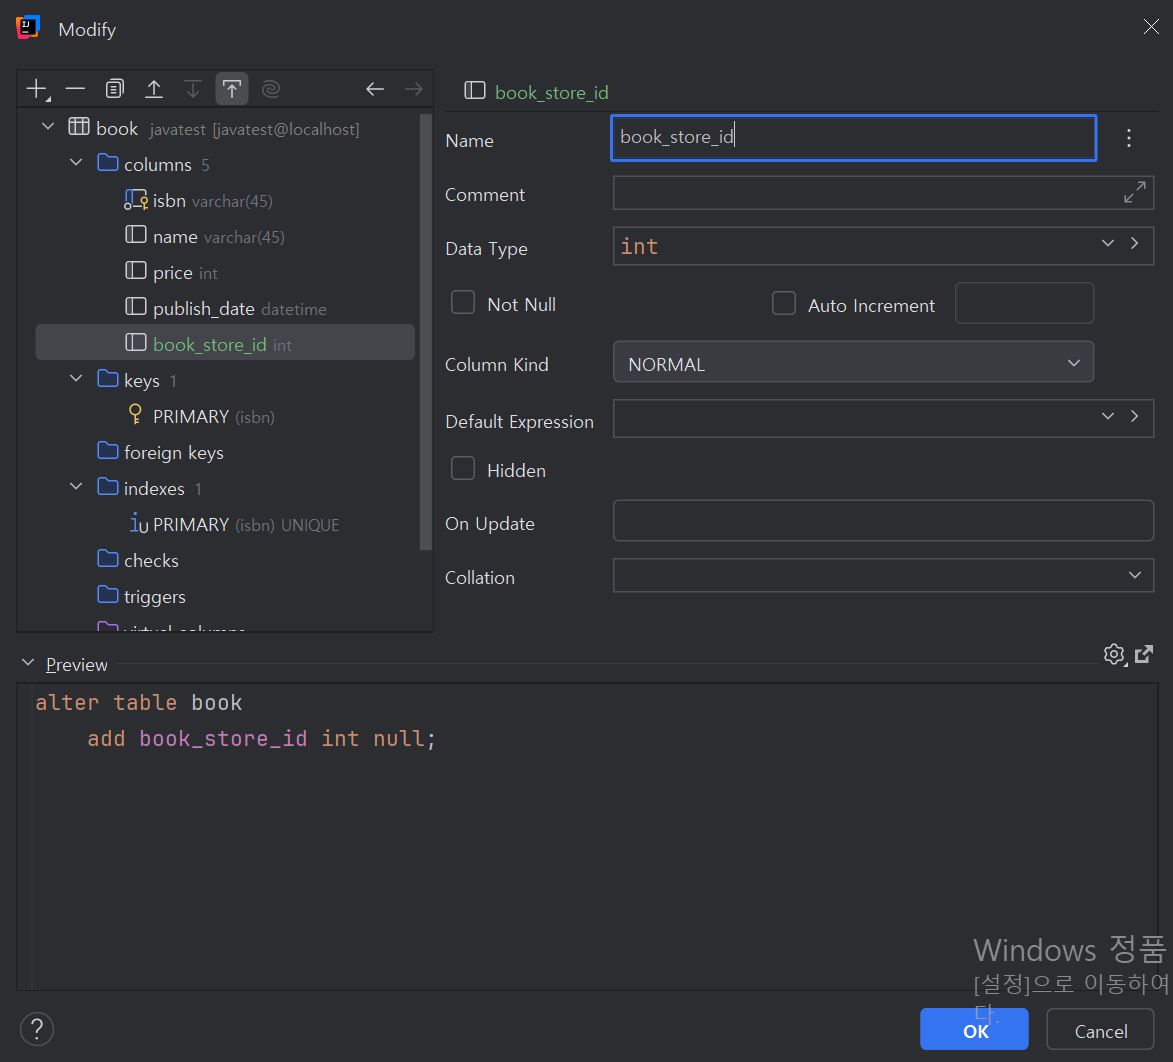 Modify
book javatest [javatest@localhost]
columns 5
isbn varchar(45)
name varchar(45)
price int
publish_date datetime
book_store_id int
keys 1
PRIMARY (isbn)
foreign keys
indexes 1
PRIMARY (isbn) UNIQUE
checks
triggers
virtual columns
book_store_id
Name book_store_id
Comment
Data Type int
Not Null Auto Increment
Column Kind NORMAL
Default Expression
Hidden
On Update
Collation
Preview
alter table book
add book_store_id int null;
Windows 정품
[설정]으로 이동하여
다.
? OK Cancel